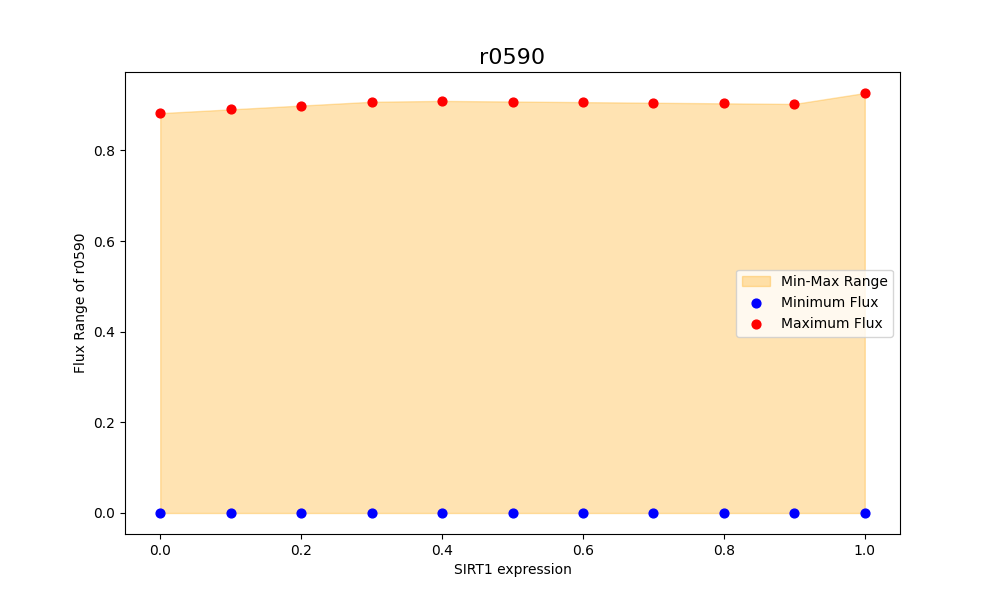 r0590
Flux Range of r0590
0.8
0.6
0.4
0.2
0.0
Min-Max Range
Minimum Flux
Maximum Flux
0.0 0.2 0.4 0.6 0.8 1.0
SIRT1 expression